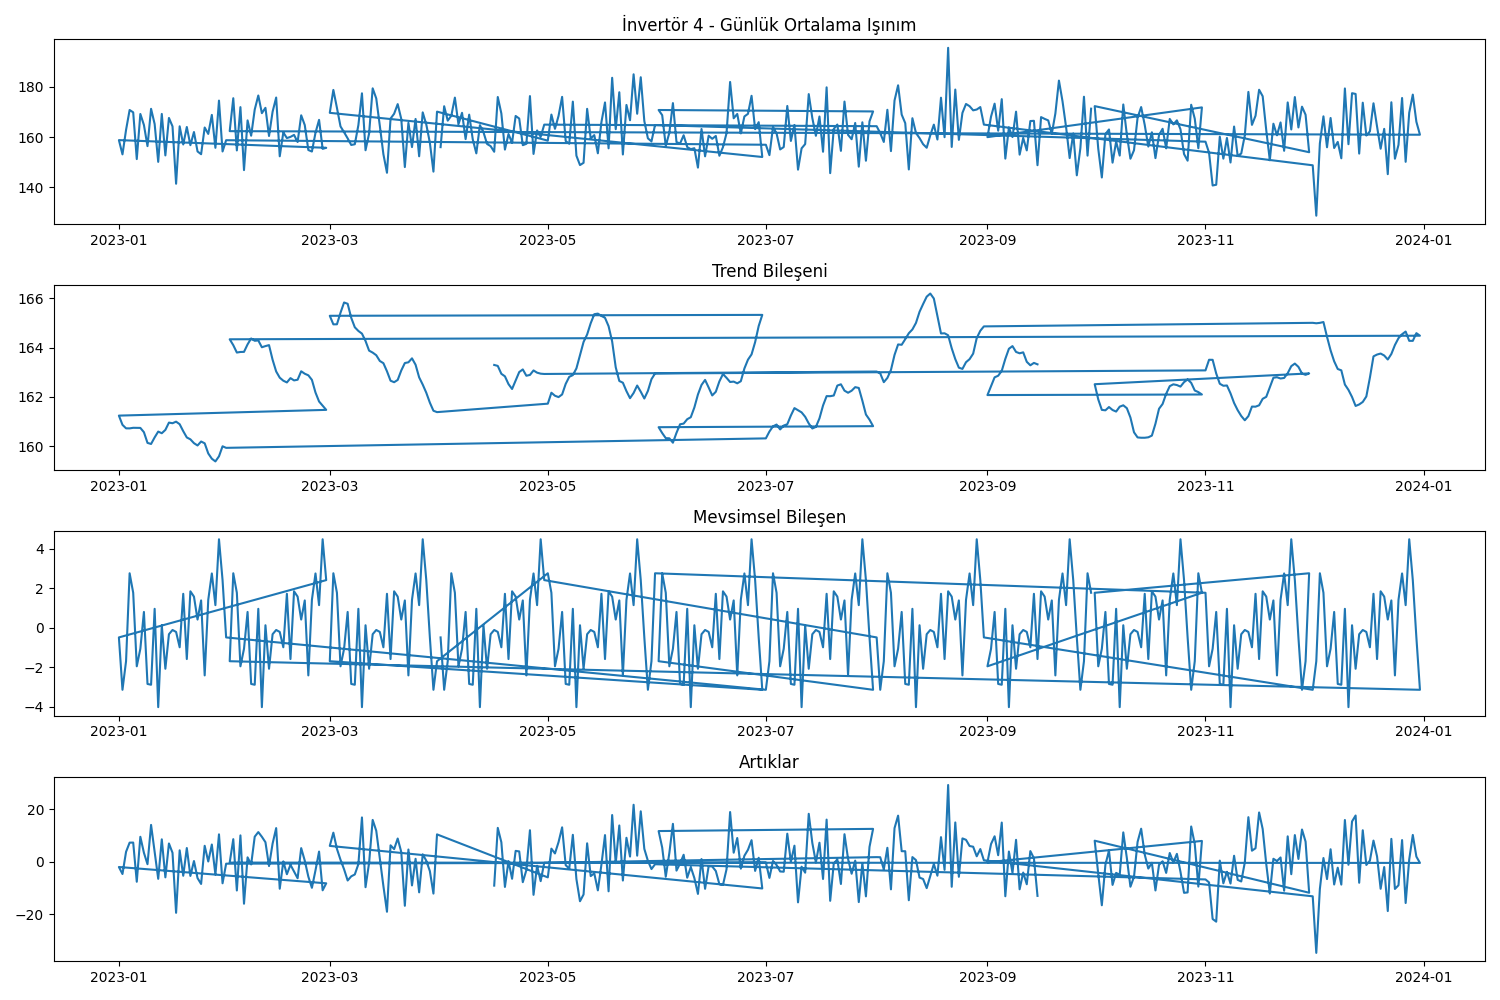 İnvertör 4 - Günlük Ortalama Işınım
180
160
140
2023-01 2023-03 2023-05 2023-07 2023-09 2023-11 2024-01
Trend Bileşeni
166
164
162
160
2023-01 2023-03 2023-05 2023-07 2023-09 2023-11 2024-01
Mevsimsel Bileşen
4
2
0
−2
−4
2023-01 2023-03 2023-05 2023-07 2023-09 2023-11 2024-01
Artıklar
20
0
−20
2023-01 2023-03 2023-05 2023-07 2023-09 2023-11 2024-01